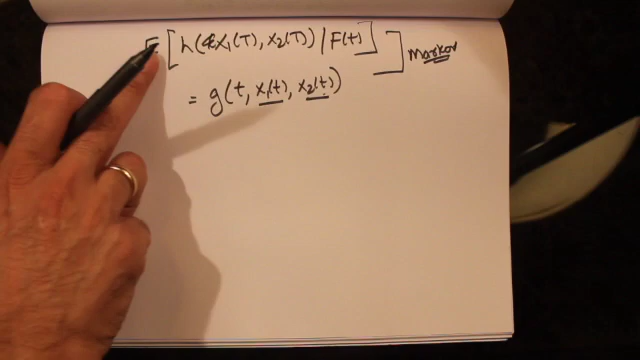 E [ h(X₁(T), X₂(T)) | F(t) ] Markov
= g(t, X₁(t), X₂(t))